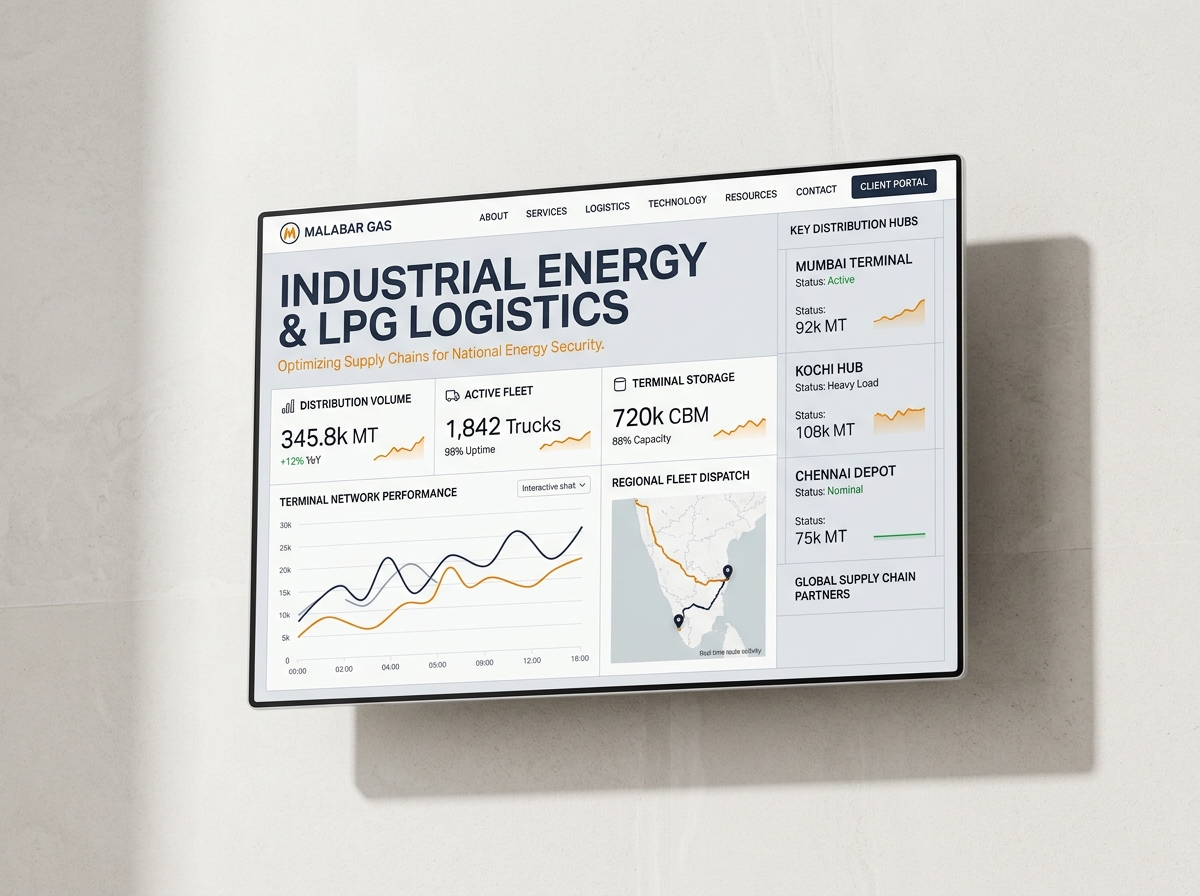 MALABAR GAS
ABOUT
SERVICES
LOGISTICS
TECHNOLOGY
RESOURCES
CONTACT
CLIENT PORTAL
INDUSTRIAL ENERGY
& LPG LOGISTICS
Optimizing Supply Chains for National Energy Security.
DISTRIBUTION VOLUME
345.8k MT
+12% YoY
ACTIVE FLEET
1,842 Trucks
98% Uptime
TERMINAL STORAGE
720k CBM
88% Capacity
TERMINAL NETWORK PERFORMANCE
Interactive shat
30k
25k
20k
15k
10k
5k
0
00:00
02:00
04:00
05:00
09:00
12:00
18:00
REGIONAL FLEET DISPATCH
route
KEY DISTRIBUTION HUBS
MUMBAI TERMINAL
Status: Active
Status:
92k MT
KOCHI HUB
Status: Heavy Load
Status:
108k MT
CHENNAI DEPOT
Status: Nominal
Status:
75k MT
GLOBAL SUPPLY CHAIN
PARTNERS